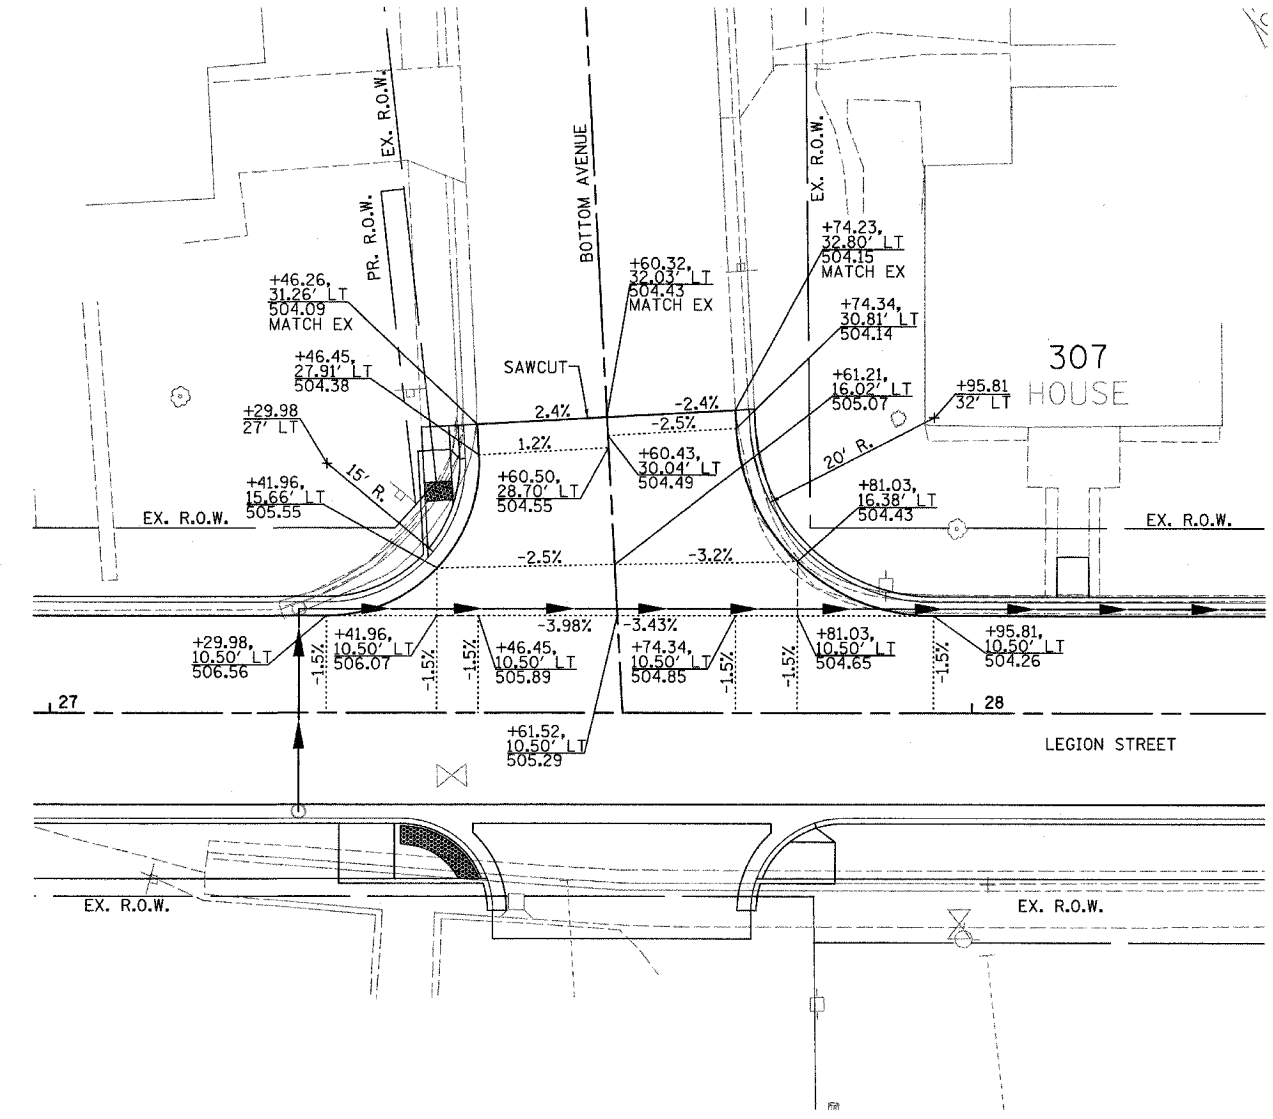 EX. R.O.W.
PR. R.O.W.
BOTTOM AVENUE
EX. R.O.W.
+74.23,
32.80' LT
504.15
MATCH EX
+60.32,
32.03' LT
504.43
MATCH EX
+46.26,
31.26' LT
504.09
MATCH EX
+74.34,
30.81' LT
504.14
+46.45,
27.91' LT
504.38
SAWCUT
307
HOUSE
+61.21,
16.02' LT
505.07
+95.81
32' LT
+29.98
27' LT
2.4%
-2.4%
-2.5%
1.2%
15' R.
20' R.
+60.43,
30.04' LT
504.49
+60.50,
28.70' LT
504.55
+41.96,
15.66' LT
505.55
+81.03,
16.38' LT
504.43
EX. R.O.W.
EX. R.O.W.
-2.5%
-3.2%
-3.98%
-3.43%
+29.98,
10.50' LT
506.56
+41.96,
10.50' LT
506.07
+46.45,
10.50' LT
505.89
+74.34,
10.50' LT
504.85
+81.03,
10.50' LT
504.65
+95.81,
10.50' LT
504.26
-1.5%
-1.5%
-1.5%
-1.5%
-1.5%
-1.5%
27
28
+61.52,
10.50' LT
505.29
LEGION STREET
EX. R.O.W.
EX. R.O.W.